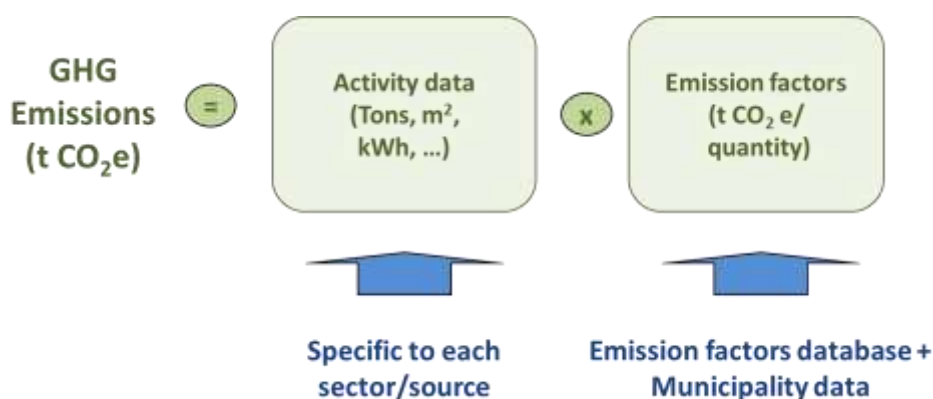 GHG
Emissions
(t CO₂e)
=
Activity data
(Tons, m²,
kWh, ...)
x
Emission factors
(t CO₂ e/
quantity)
Specific to each
sector/source
Emission factors database +
Municipality data